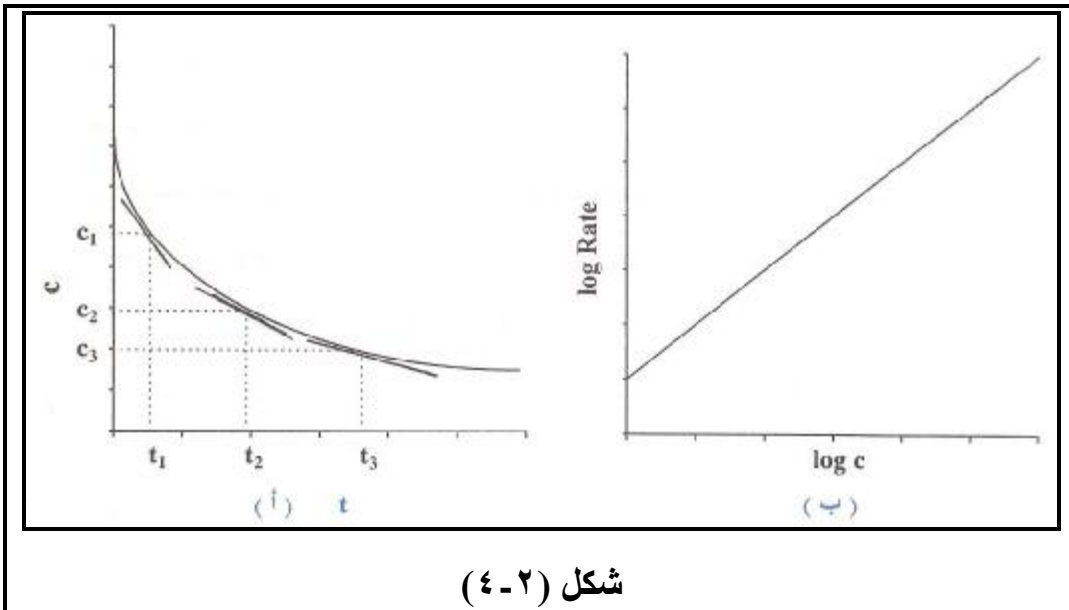 c
c₁
c₂
c₃
t₁ t₂ t₃
(أ) t
log Rate
log c
(ب)
شكل (٢-٤)